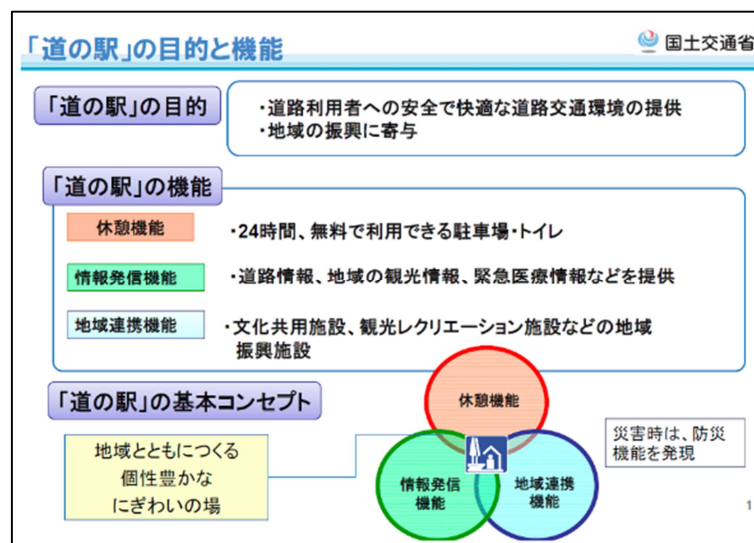 「道の駅」の目的と機能
国土交通省
「道の駅」の目的
・道路利用者への安全で快適な道路交通環境の提供
・地域の振興に寄与
「道の駅」の機能
休憩機能
・24時間、無料で利用できる駐車場・トイレ
情報発信機能
・道路情報、地域の観光情報、緊急医療情報などを提供
地域連携機能
・文化共用施設、観光レクリエーション施設などの地域
振興施設
「道の駅」の基本コンセプト
地域とともにつくる
個性豊かな
にぎわいの場
休憩機能
情報発信
機能
地域連携
機能
災害時は、防災
機能を発現
1